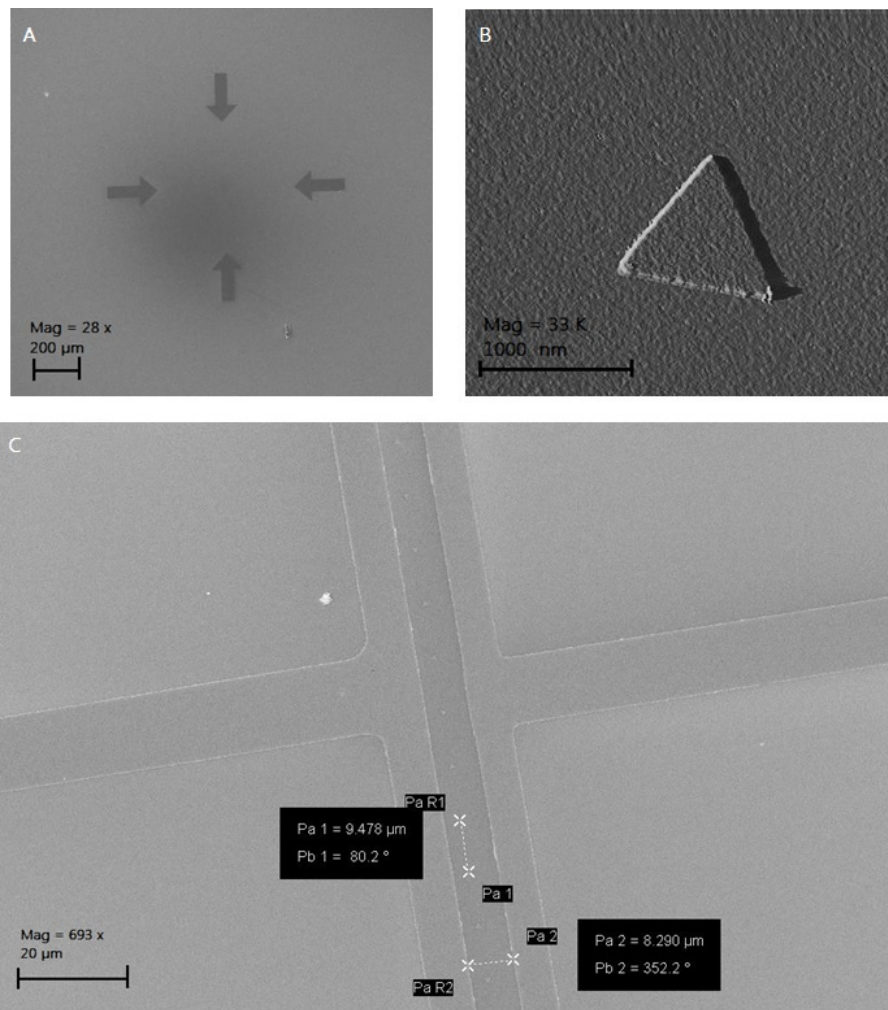 A
Mag = 28 x
200 µm
B
Mag = 33 K
1000 nm
C
Pa R1
Pa 1 = 9.478 µm
Pb 1 = 80.2 °
Pa 1
Pa 2
Pa 2 = 8.290 µm
Pb 2 = 352.2 °
Pa R2
Mag = 693 x
20 µm